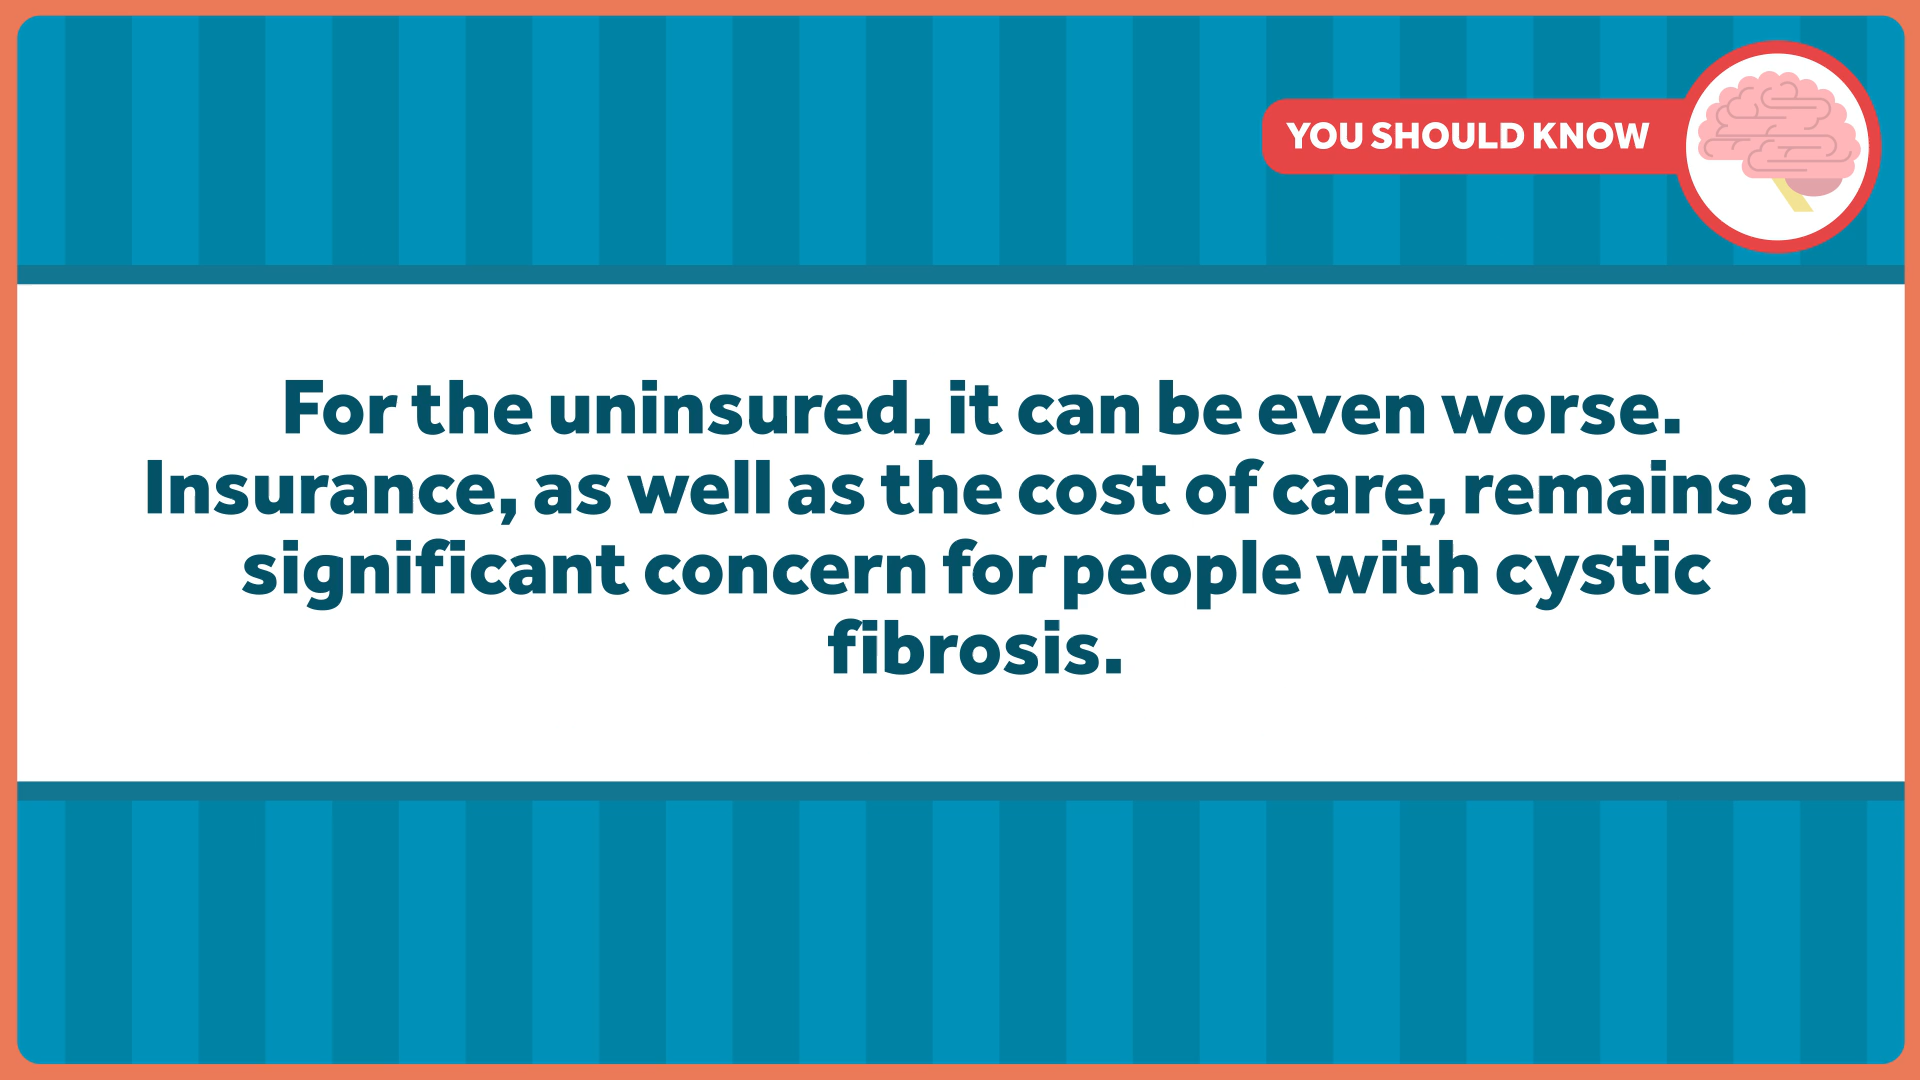 YOU SHOULD KNOW
For the uninsured, it can be even worse.
Insurance, as well as the cost of care, remains a
significant concern for people with cystic
fibrosis.